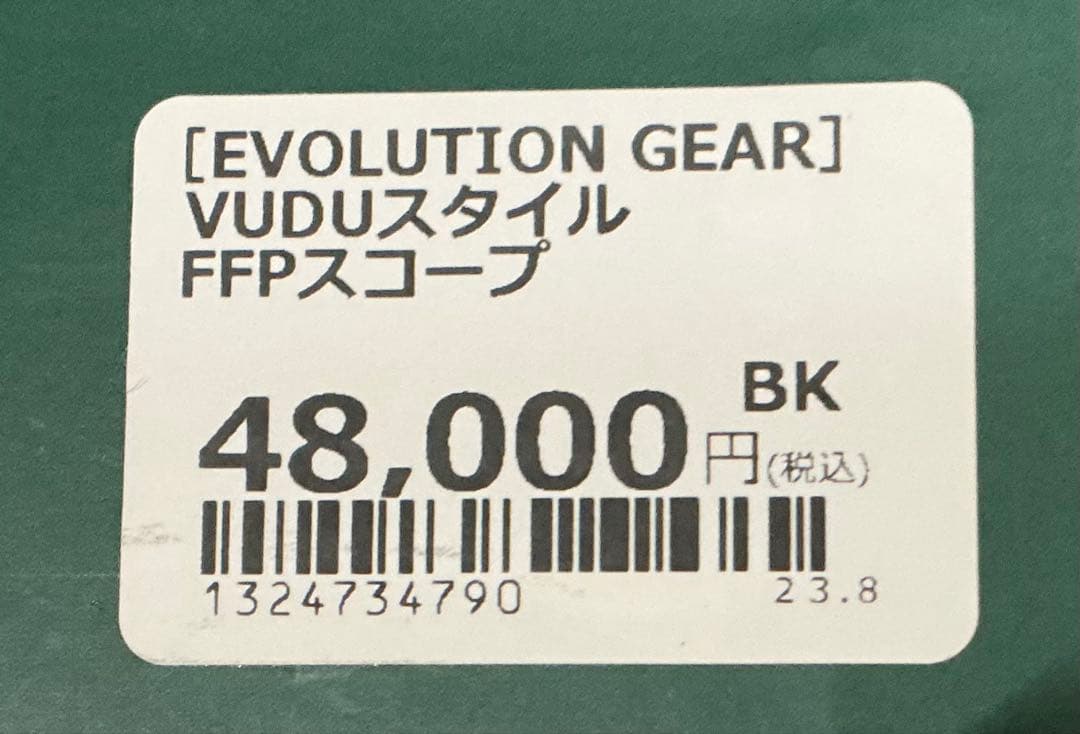 [EVOLUTION GEAR]
VUDUスタイル
FFPスコープ
BK
48,000円(税込)
1324734790 23.8